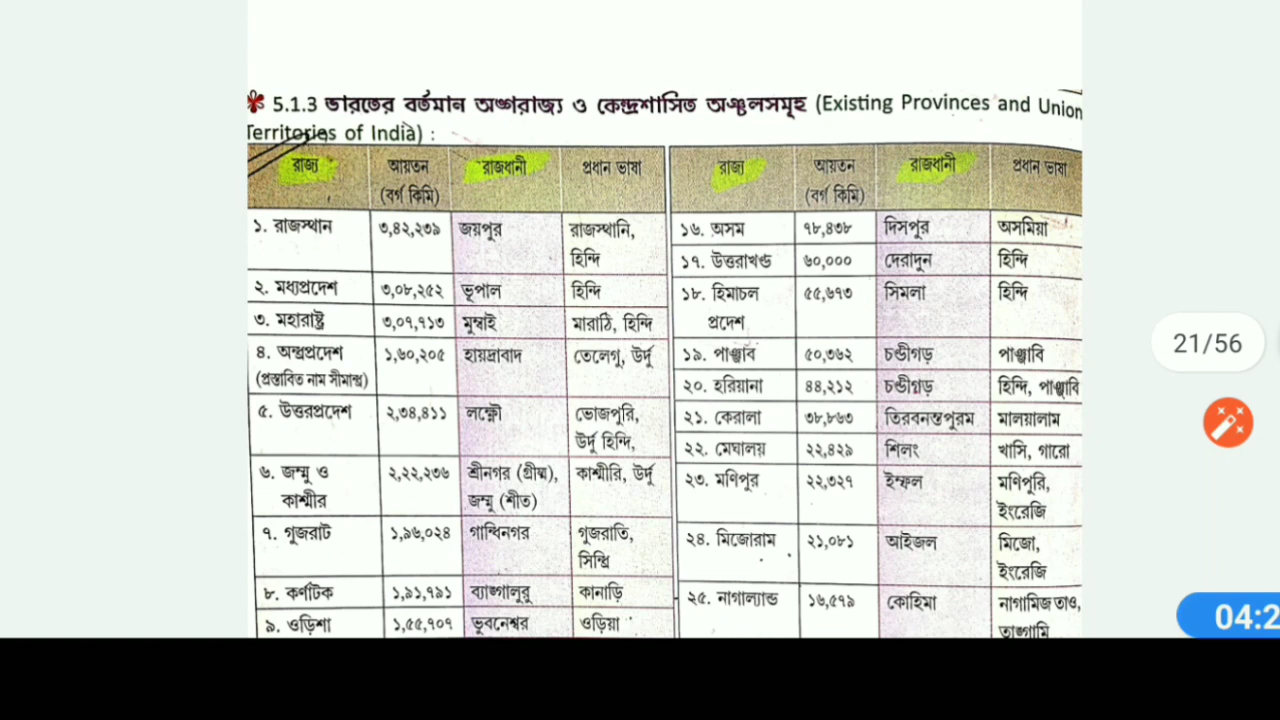 5.1.3 ভারতের বর্তমান অঙ্গরাজ্য ও কেন্দ্রশাসিত অঞ্চলসমূহ (Existing Provinces and Union
Territories of India) :
রাজ্য আয়তন রাজধানী প্রধান ভাষা
(বর্গ কিমি)
১. রাজস্থান ৩,৪২,২৩৯ জয়পুর রাজস্থানি,
হিন্দি
২. মধ্যপ্রদেশ ৩,০৮,২৫২ ভূপাল হিন্দি
৩. মহারাষ্ট্র ৩,০৭,৭১৩ মুম্বাই মারাঠি, হিন্দি
৪. অন্ধ্রপ্রদেশ ১,৬০,২০৫ হায়দ্রাবাদ তেলেগু, উর্দু
(প্রস্তাবিত নাম সীমান্ধ্র)
৫. উত্তরপ্রদেশ ২,৩৪,৪১১ লক্ষ্ণৌ ভোজপুরি,
উর্দু হিন্দি,
৬. জম্মু ও ২,২২,২৩৬ শ্রীনগর (গ্রীষ্ম), কাশ্মীরি, উর্দু
কাশ্মীর জম্মু (শীত)
৭. গুজরাট ১,৯৬,০২৪ গান্ধিনগর গুজরাতি,
সিন্ধ্রি
৮. কর্ণাটক ১,৯১,৭৯১ ব্যাঙ্গালুরু কানাড়ি
৯. ওড়িশা ১,৫৫,৭০৭ ভুবনেশ্বর ওড়িয়া
রাজ্য আয়তন রাজধানী প্রধান ভাষা
(বর্গ কিমি)
১৬. অসম ৭৮,৪৩৮ দিসপুর অসমিয়া
১৭. উত্তরাখণ্ড ৬০,০০০ দেরাদুন হিন্দি
১৮. হিমাচল ৫৫,৬৭৩ সিমলা হিন্দি
প্রদেশ
১৯. পাঞ্জাব ৫০,৩৬২ চণ্ডীগড় পাঞ্জাবি
২০. হরিয়ানা ৪৪,২১২ চণ্ডীগড় হিন্দি, পাঞ্জাবি
২১. কেরালা ৩৮,৮৬৩ তিরবনন্তপুরম মালয়ালাম
২২. মেঘালয় ২২,৪২৯ শিলং খাসি, গারো
২৩. মণিপুর ২২,৩২৭ ইম্ফল মণিপুরি,
ইংরেজি
২৪. মিজোরাম ২১,০৮১ আইজল মিজো,
ইংরেজি
২৫. নাগাল্যান্ড ১৬,৫৭৯ কোহিমা নাগামিজ তাও,
তাঙ্গামি
21/56
04:2